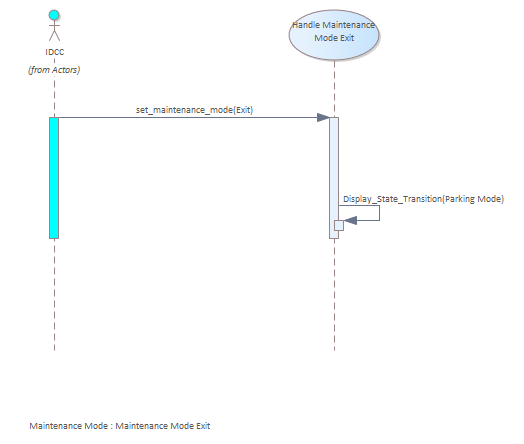 Handle Maintenance
Mode Exit
IDCC
(from Actors)
set_maintenance_mode(Exit)
Display_State_Transition(Parking Mode)
Maintenance Mode : Maintenance Mode Exit